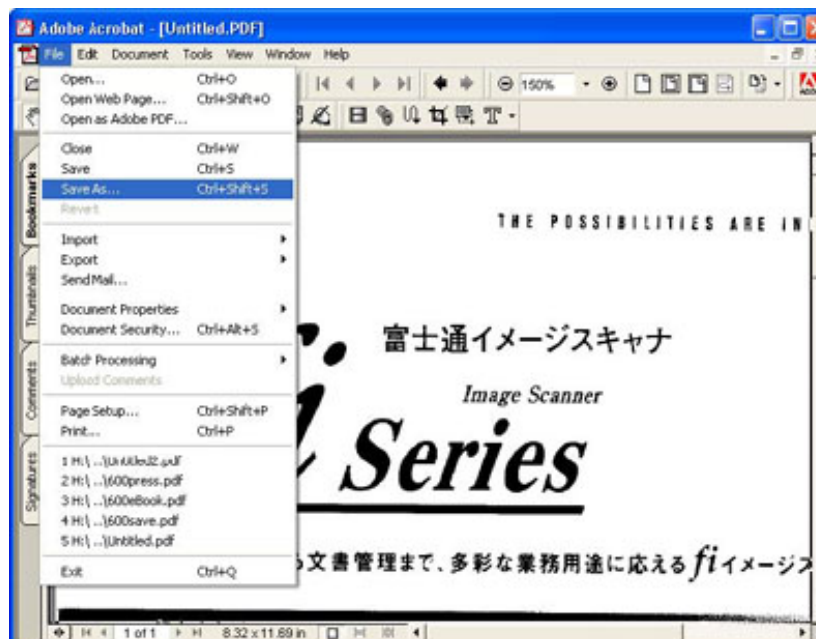 Adobe Acrobat - [Untitled.PDF]
File Edit Document Tools View Window Help
Open... Ctrl+O
Open Web Page... Ctrl+Shift+O
Open as Adobe PDF...
Close Ctrl+W
Save Ctrl+S
Save As... Ctrl+Shift+S
Revert
Import
Export
Send Mail...
Document Properties
Document Security... Ctrl+Alt+S
Batch Processing
Upload Comments
Page Setup... Ctrl+Shift+P
Print... Ctrl+P
1 H:\...\Untitled2.pdf
2 H:\...\600press.pdf
3 H:\...\600eBook.pdf
4 H:\...\600save.pdf
5 H:\...\Untitled.pdf
Exit Ctrl+Q
150%
Bookmarks
Thumbnails
Comments
Signatures
THE POSSIBILITIES ARE IN
富士通イメージスキャナ
Image Scanner
fi Series
文書管理まで、多彩な業務用途に応えるfiイメージス
1 of 1 8.32 x 11.69 in